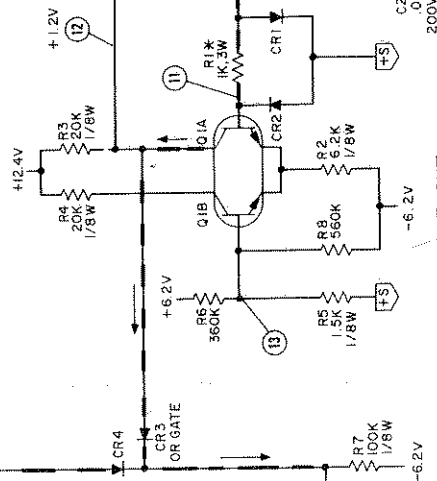 +1.2V
12
+12.4V
R4
20K
1/8W
R3
20K
1/8W
R1*
1K,3W
11
CR1
+S
CR2
Q1A
Q1B
C2
.0
200V
+6.2V
R6
360K
13
R5
1.5K
1/8W
+S
R8
560K
R2
6.2K
1/8W
-6.2V
CR4
CR3
OR GATE
R7
100K
1/8W
-6.2V